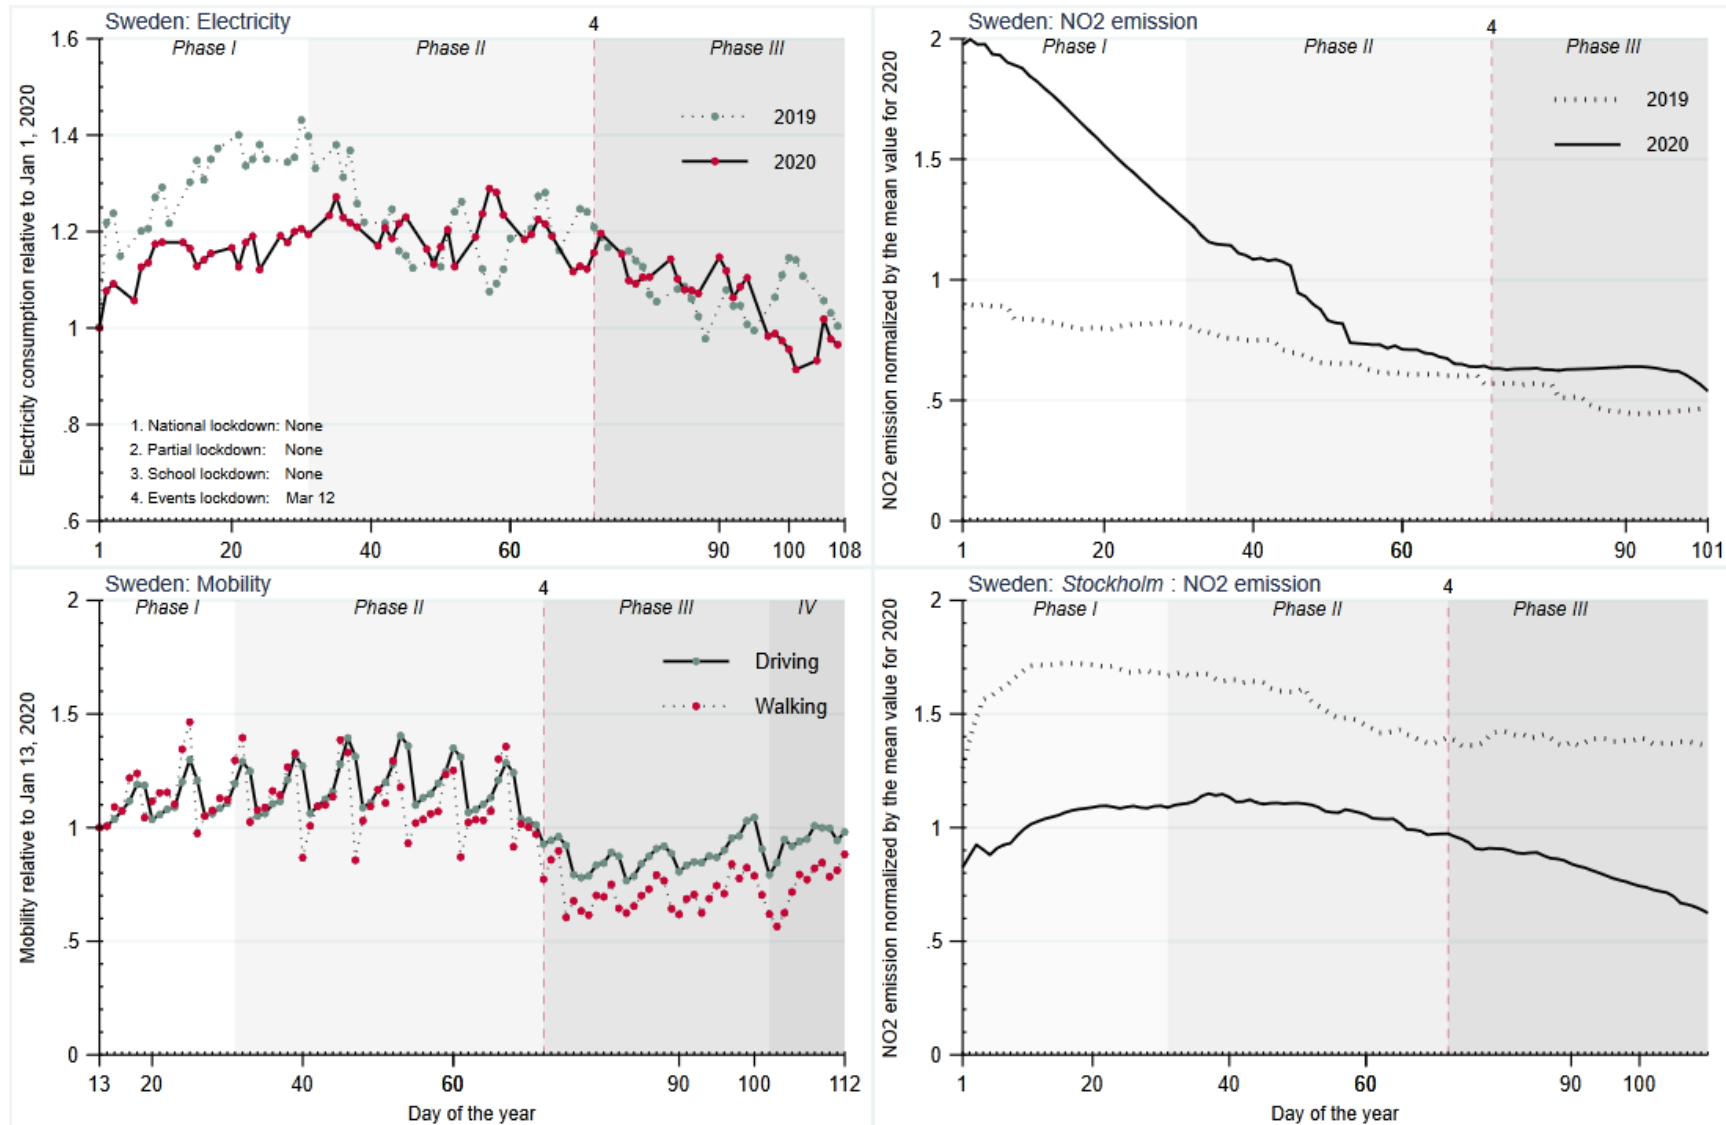 Sweden: Electricity
4
Phase I
Phase II
Phase III
Electricity consumption relative to Jan 1, 2020
1.6
1.4
1.2
1
.8
.6
2019
2020
1. National lockdown: None
2. Partial lockdown: None
3. School lockdown: None
4. Events lockdown: Mar 12
1 20 40 60 90 100 108
Sweden: NO2 emission
4
Phase I
Phase II
Phase III
NO2 emission normalized by the mean value for 2020
2
1.5
1
.5
0
2019
2020
1 20 40 60 90 101
Sweden: Mobility
4
Phase I
Phase II
Phase III
IV
Mobility relative to Jan 13, 2020
2
1.5
1
.5
0
Driving
Walking
13 20 40 60 90 100 112
Day of the year
Sweden: Stockholm : NO2 emission
4
Phase I
Phase II
Phase III
NO2 emission normalized by the mean value for 2020
2
1.5
1
.5
0
1 20 40 60 90 100
Day of the year